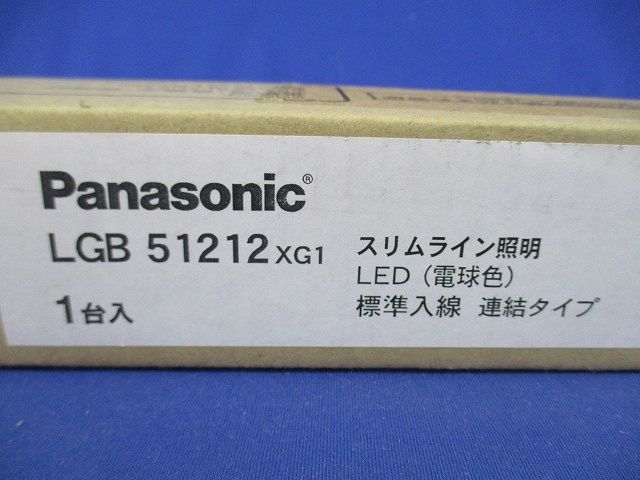 Panasonic®
LGB 51212 XG1
1台入
スリムライン照明
LED（電球色）
標準入線 連結タイプ